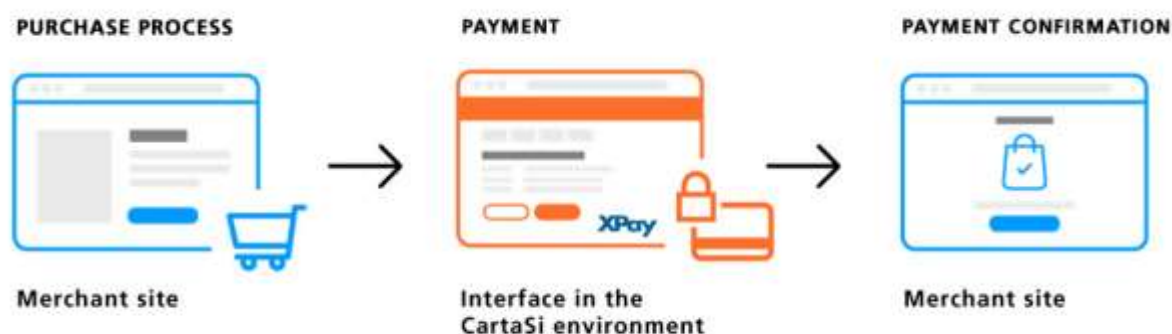 PURCHASE PROCESS
PAYMENT
PAYMENT CONFIRMATION
XPay
Merchant site
Interface in the
CartaSi environment
Merchant site